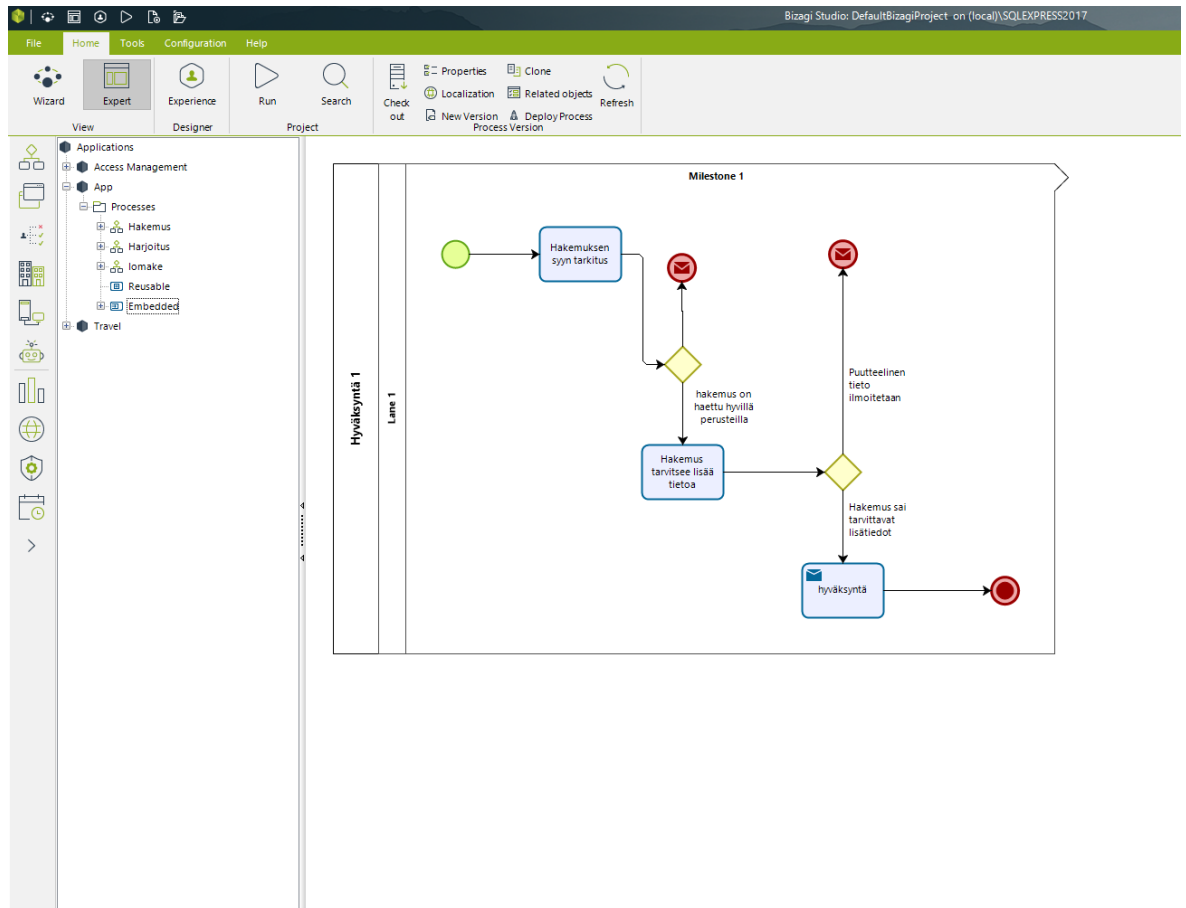 Bizagi Studio: DefaultBizagiProject on (local)\SQLEXPRESS2017
File Home Tools Configuration Help
Wizard
Expert
Experience
Run
Search
Check
out
Properties
Clone
Localization
Related objects
New Version
Deploy Process
Refresh
View
Designer
Project
Process Version
Applications
Access Management
App
Processes
Hakemus
Harjoitus
lomake
Reusable
Embedded
Travel
Milestone 1
Hyväksyntä 1
Lane 1
Hakemuksen
syyn tarkitus
hakemus on
haettu hyvillä
perusteilla
Hakemus
tarvitsee lisää
tietoa
Puutteelinen
tieto
ilmoitetaan
Hakemus sai
tarvittavat
lisätiedot
hyväksyntä